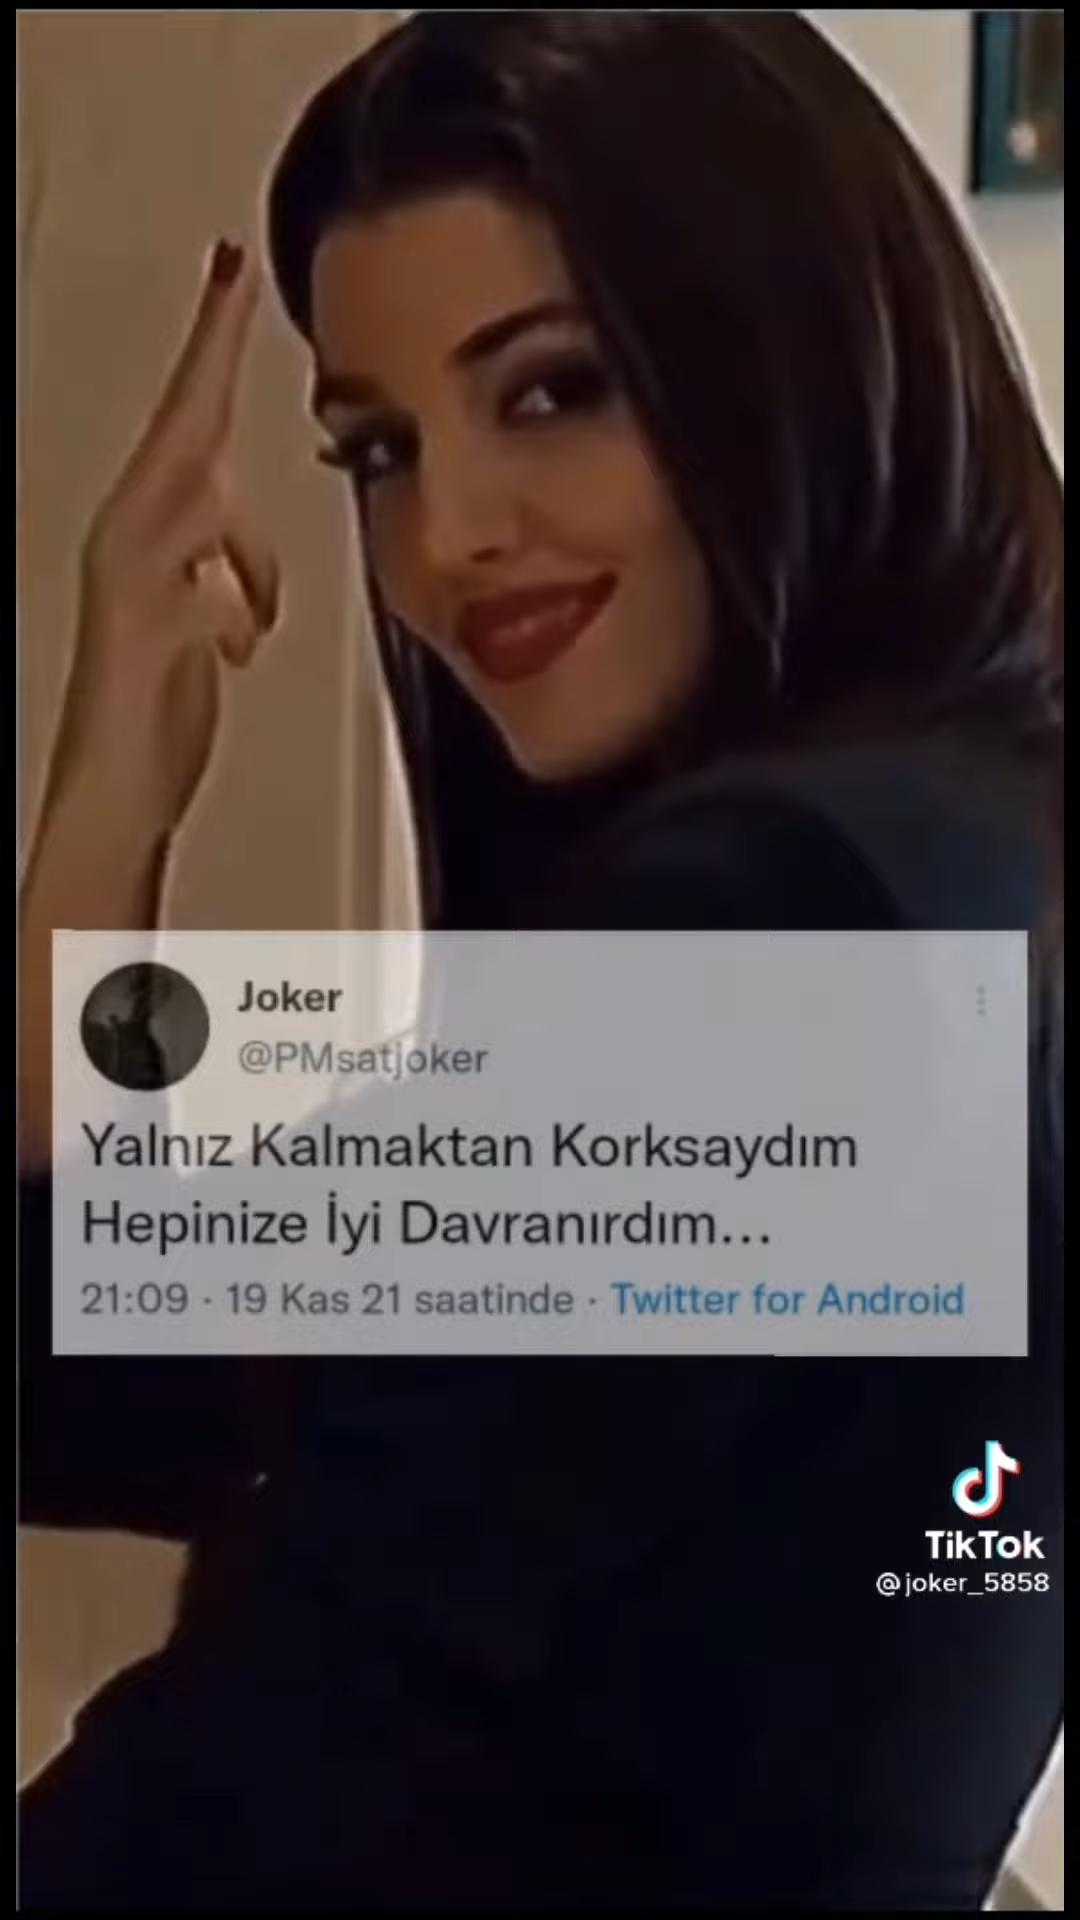 Joker
@PMsatjoker
Yalnız Kalmaktan Korksaydım
Hepinize İyi Davranırdım...
21:09 · 19 Kas 21 saatinde · Twitter for Android
TikTok
@joker_5858